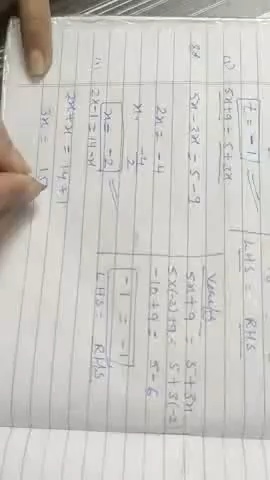 t = -1
LHS = RHS
5x+9 = 5+3x
5x - 3x = 5 - 9
2x = -4
x = -4/2
x = -2
Verify
5x + 9 = 5 + 3x
5x(-2)+9 = 5+3(-2)
-10+9 = 5-6
-1 = -1
LHS = RHS
2x-1 = 14-x
2x+x = 14+1
3x = 15